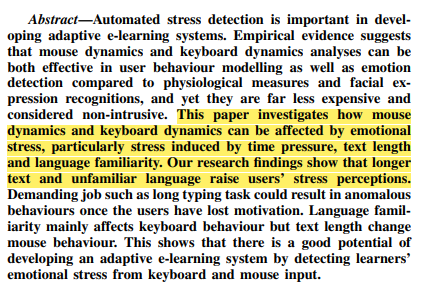 Abstract—Automated stress detection is important in devel-
oping adaptive e-learning systems. Empirical evidence suggests
that mouse dynamics and keyboard dynamics analyses can be
both effective in user behaviour modelling as well as emotion
detection compared to physiological measures and facial ex-
pression recognitions, and yet they are far less expensive and
considered non-intrusive. This paper investigates how mouse
dynamics and keyboard dynamics can be affected by emotional
stress, particularly stress induced by time pressure, text length
and language familiarity. Our research findings show that longer
text and unfamiliar language raise users' stress perceptions.
Demanding job such as long typing task could result in anomalous
behaviours once the users have lost motivation. Language famil-
iarity mainly affects keyboard behaviour but text length change
mouse behaviour. This shows that there is a good potential of
developing an adaptive e-learning system by detecting learners'
emotional stress from keyboard and mouse input.